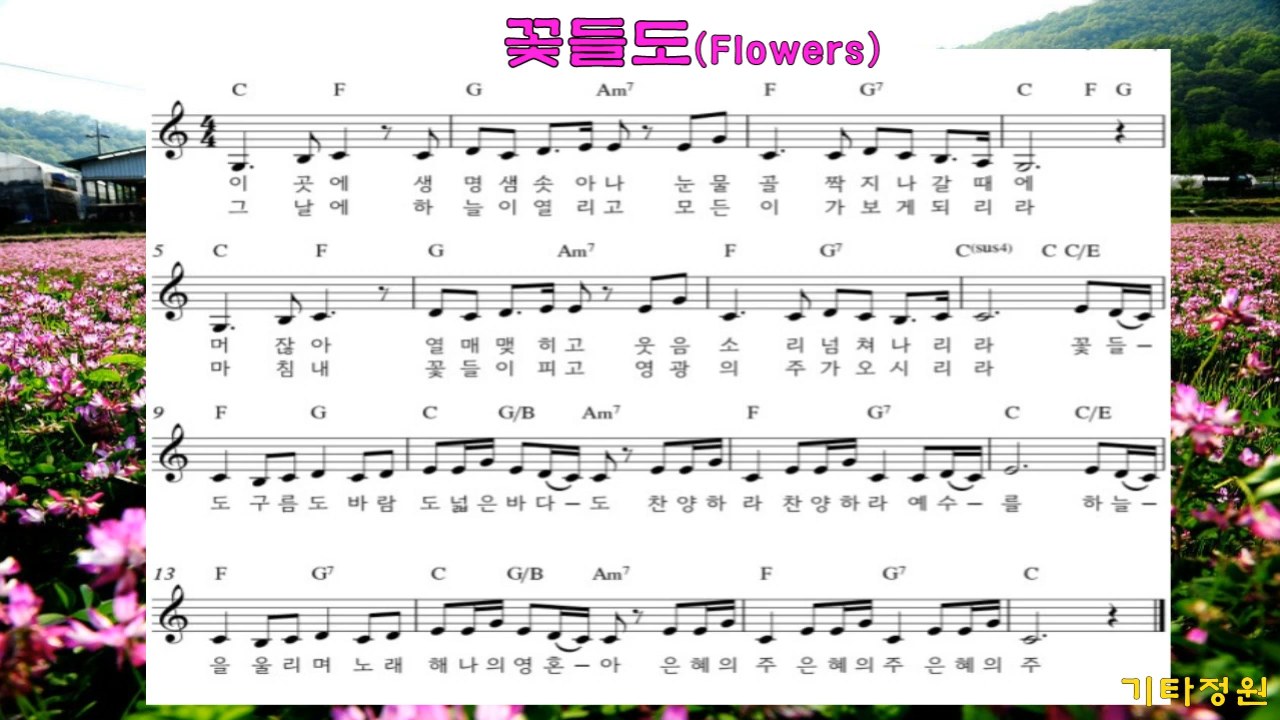 꽃들도(Flowers)
C F G Am7 F G7 C F G
이 곳에 생 명샘솟 아나 눈물 골 짝지나갈때에
그 날에 하 늘이열 리고 모든 이 가보게되리라
5 C F G Am7 F G7 C(sus4) C C/E
머 잖아 열매맺 히고 웃음 소 리넘쳐나리라 꽃들-
마 침내 꽃들이 피고 영광 의 주가오시리라
9 F G C G/B Am7 F G7 C C/E
도 구름도 바람 도넓은바다-도 찬양하 라 찬양하라 예수-를 하늘-
13 F G7 C G/B Am7 F G7 C
을 울리며 노래 해나의영혼-아 은혜의 주 은혜의주 은혜의 주
기타정원